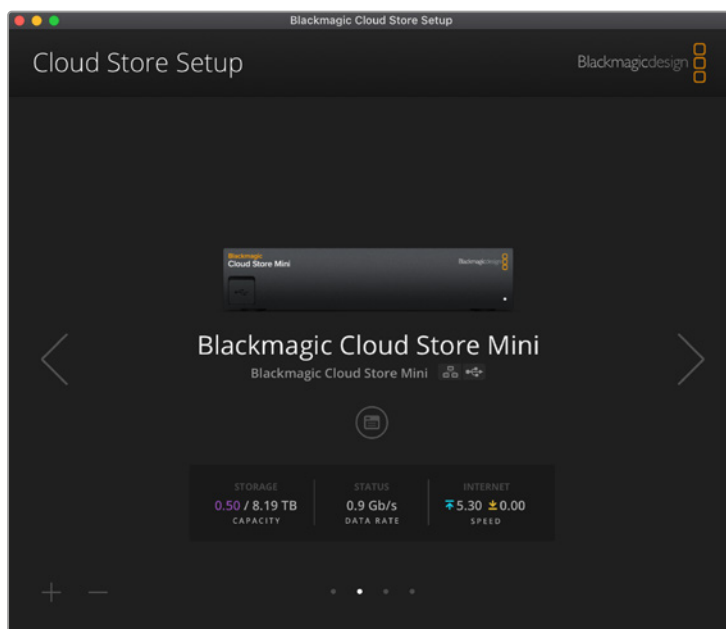 Blackmagic Cloud Store Setup
Cloud Store Setup
Blackmagicdesign
Blackmagic
Cloud Store Mini
Blackmagicdesign
Blackmagic Cloud Store Mini
Blackmagic Cloud Store Mini
STORAGE STATUS INTERNET
0.50 / 8.19 TB 0.9 Gb/s 5.30 0.00
CAPACITY DATA RATE SPEED